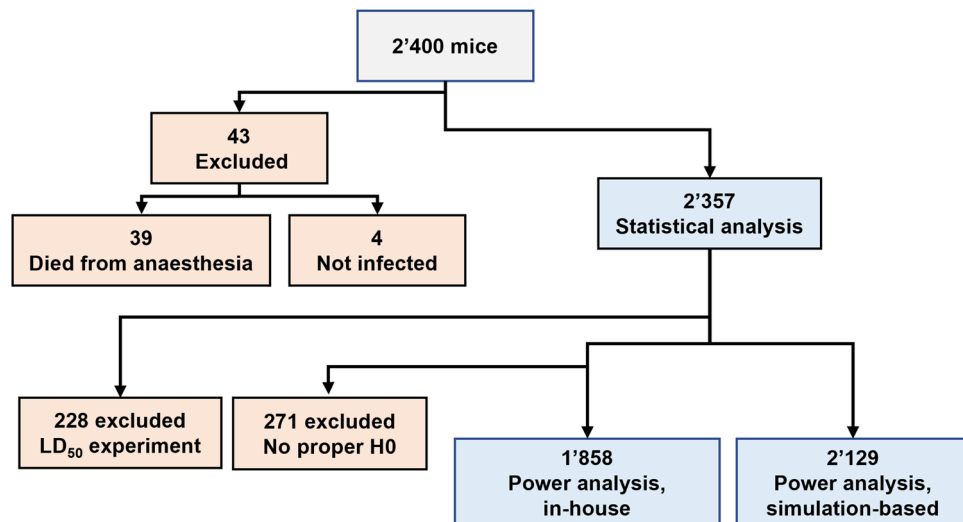 2’400 mice
43
Excluded
2’357
Statistical analysis
39
Died from anaesthesia
4
Not infected
228 excluded
LD₅₀ experiment
271 excluded
No proper H0
1’858
Power analysis,
in-house
2’129
Power analysis,
simulation-based